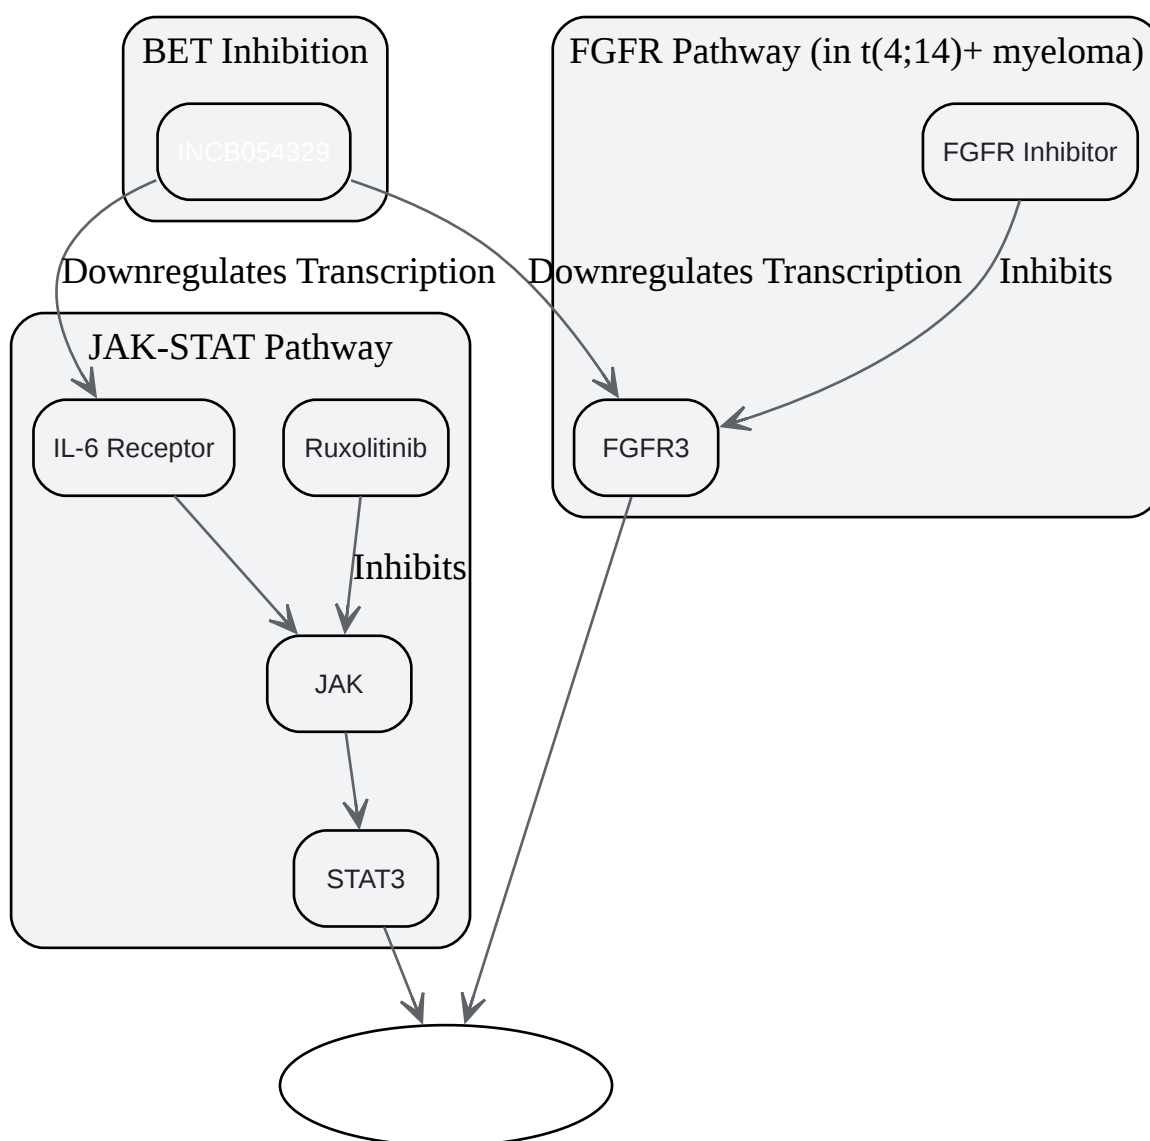 BET Inhibition
FGFR Pathway (in t(4;14)+ myeloma)
INCB054329
FGFR Inhibitor
Downregulates Transcription
Downregulates Transcription
Inhibits
JAK-STAT Pathway
IL-6 Receptor
Ruxolitinib
FGFR3
Inhibits
JAK
STAT3